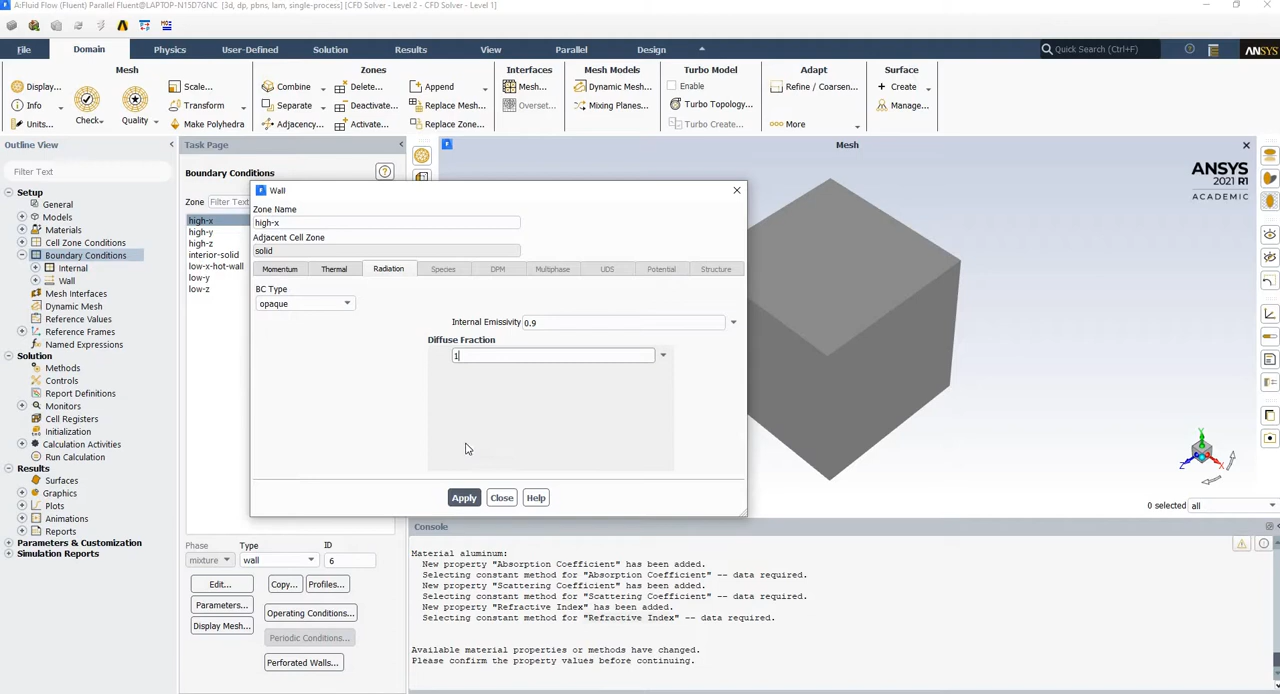 A:Fluid Flow (Fluent) Parallel Fluent@LAPTOP-N15D7GNC [3d, dp, pbns, lam, single-process] (CFD Solver - Level 2 - CFD Solver - Level 1)
File Domain Physics User-Defined Solution Results View Parallel Design Quick Search (Ctrl+F) ANSYS
Mesh Zones Interfaces Mesh Models Turbo Model Adapt Surface
Display... Scale... Combine Delete... Append Mesh... Dynamic Mesh... Enable Refine / Coarsen... Create
Info Transform Separate Deactivate... Replace Mesh... Overset... Mixing Planes... Turbo Topology... Manage...
Units... Check Quality Make Polyhedra Adjacency... Activate... Replace Zone... Turbo Create... More
Outline View
Filter Text
Setup
General
Models
Materials
Cell Zone Conditions
Boundary Conditions
Internal
Wall
Mesh Interfaces
Dynamic Mesh
Reference Values
Reference Frames
Named Expressions
Solution
Methods
Controls
Report Definitions
Monitors
Cell Registers
Initialization
Calculation Activities
Run Calculation
Results
Surfaces
Graphics
Plots
Animations
Reports
Parameters & Customization
Simulation Reports
Task Page
Boundary Conditions
Zone Filter Text
high-x
high-y
high-z
interior-solid
low-x-hot-wall
low-y
low-z
Phase Type ID
mixture wall 6
Edit... Copy... Profiles...
Parameters... Operating Conditions...
Display Mesh... Periodic Conditions...
Perforated Walls...
Wall
Zone Name
high-x
Adjacent Cell Zone
solid
Momentum Thermal Radiation Species DPM Multiphase UDS Potential Structure
BC Type
opaque
Internal Emissivity 0.9
Diffuse Fraction
1
Apply Close Help
Mesh
ANSYS
2021 R1
ACADEMIC
Y
Z X
0 selected all
Console
Material aluminum:
New property "Absorption Coefficient" has been added.
Selecting constant method for "Absorption Coefficient" -- data required.
New property "Scattering Coefficient" has been added.
Selecting constant method for "Scattering Coefficient" -- data required.
New property "Refractive Index" has been added.
Selecting constant method for "Refractive Index" -- data required.
Available material properties or methods have changed.
Please confirm the property values before continuing.